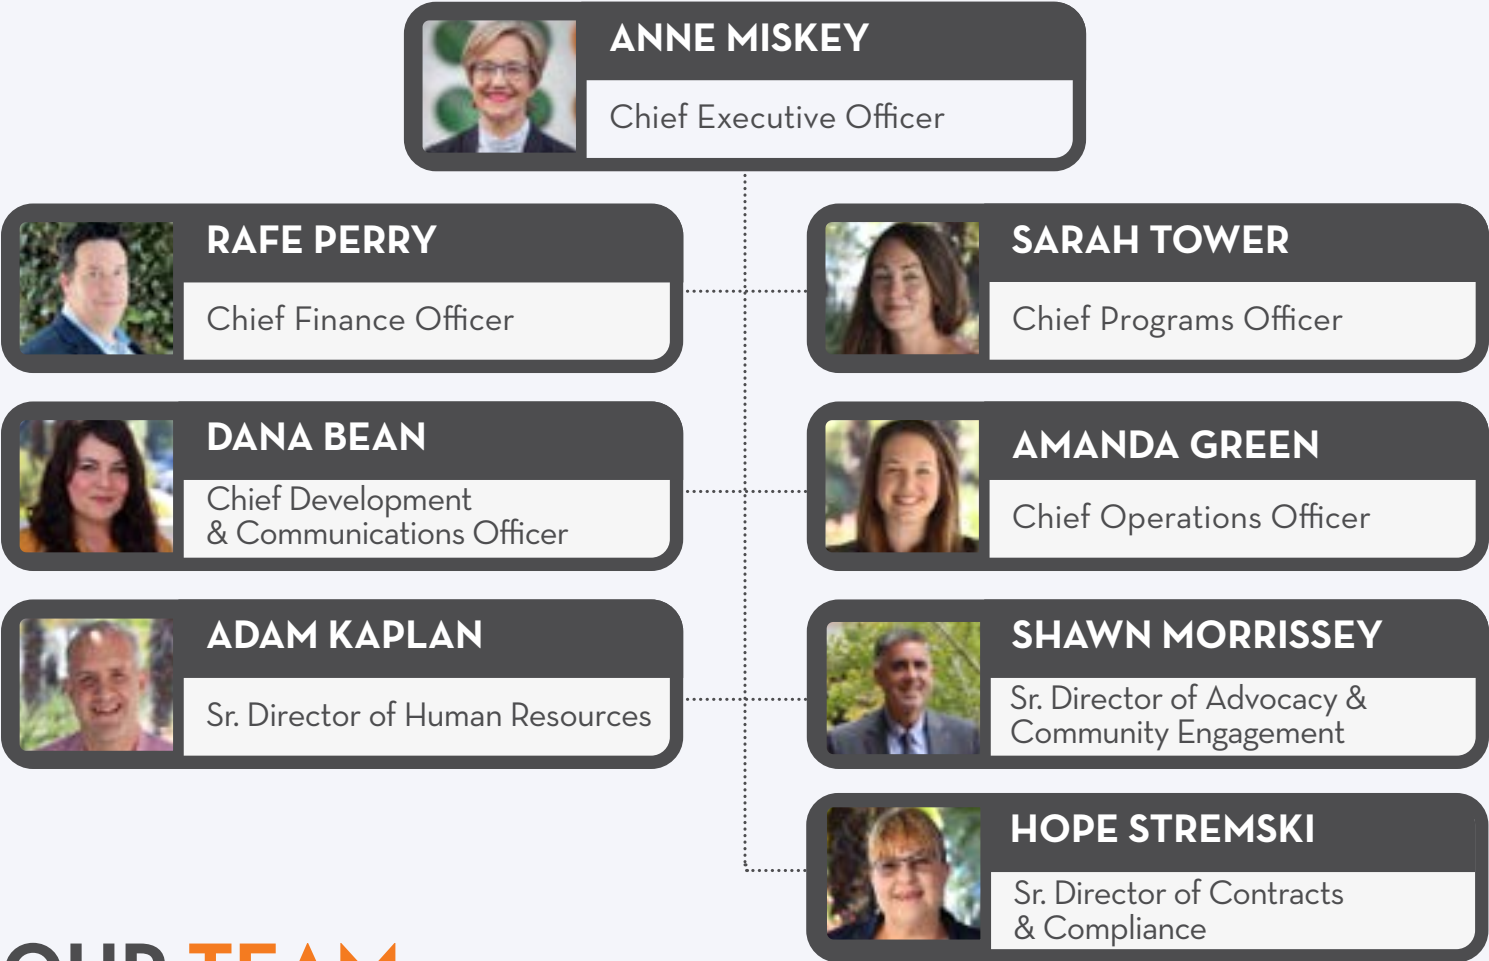 ANNE MISKEY
Chief Executive Officer
RAFE PERRY
Chief Finance Officer
SARAH TOWER
Chief Programs Officer
DANA BEAN
Chief Development
& Communications Officer
AMANDA GREEN
Chief Operations Officer
ADAM KAPLAN
Sr. Director of Human Resources
SHAWN MORRISSEY
Sr. Director of Advocacy &
Community Engagement
HOPE STREMSKI
Sr. Director of Contracts
& Compliance
OUR TEAM